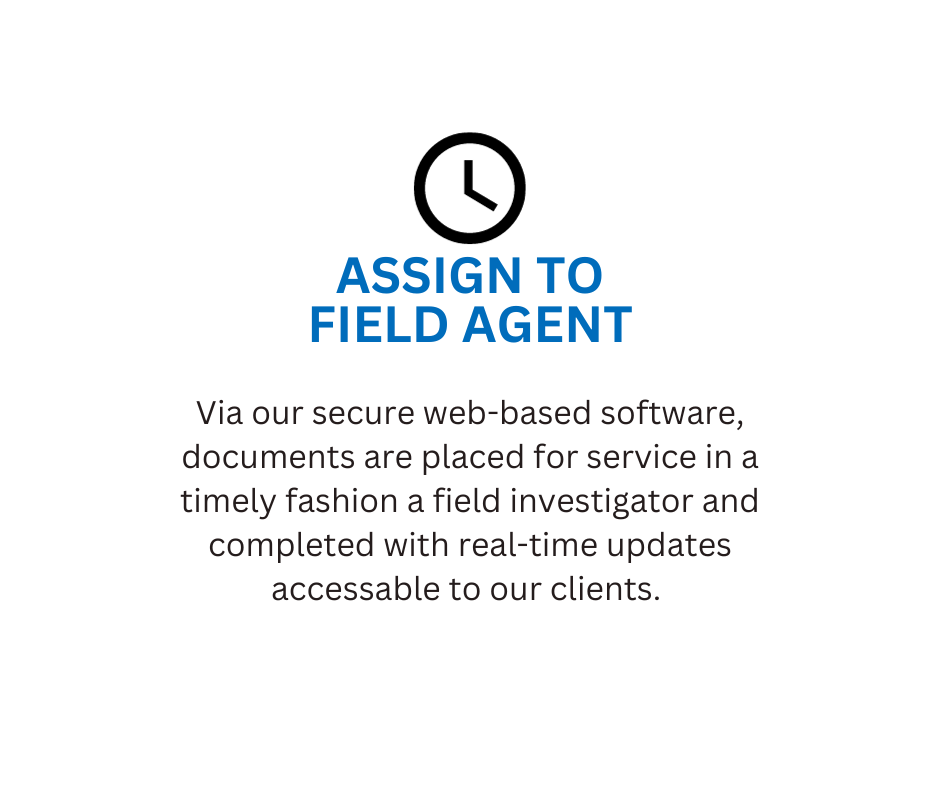 ASSIGN TO
FIELD AGENT
Via our secure web-based software,
documents are placed for service in a
timely fashion a field investigator and
completed with real-time updates
accessable to our clients.